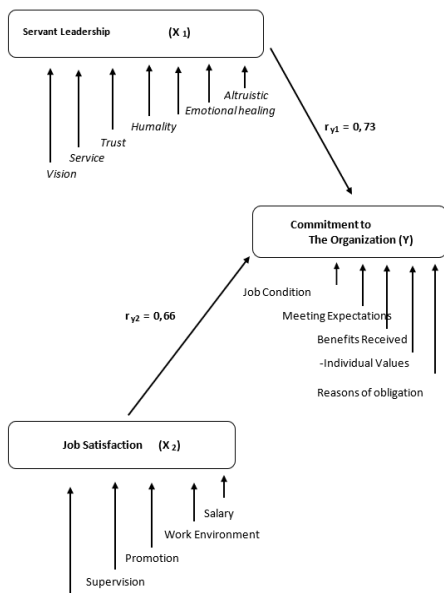 Servant Leadership (X 1)
Altruistic
Emotional healing
Humality
Trust
Service
Vision
r y1 = 0,73
Commitment to
The Organization (Y)
Job Condition
Meeting Expectations
Benefits Received
-Individual Values
Reasons of obligation
r y2 = 0,66
Job Satisfaction (X 2)
Salary
Work Environment
Promotion
Supervision